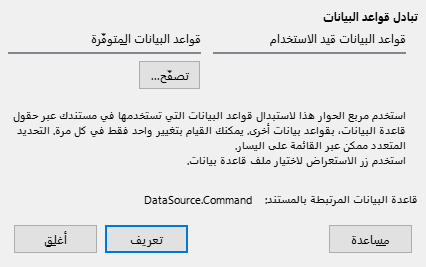 تبادل قواعد البيانات
قواعد البيانات قيد الاستخدام
قواعد البيانات المتوفّرة
تصفّح...
استخدم مربع الحوار هذا لاستبدال قواعد البيانات التي تستخدمها في مستندك عبر حقول
قاعدة البيانات، بقواعد بيانات أخرى. يمكنك القيام بتغيير واحد فقط في كل مرة. التحديد
المتعدد ممكن عبر القائمة على اليسار.
استخدم زر الاستعراض لاختيار ملف قاعدة بيانات.
قاعدة البيانات المرتبطة بالمستند: DataSource.Command
مساعدة
تعريف
أغلق